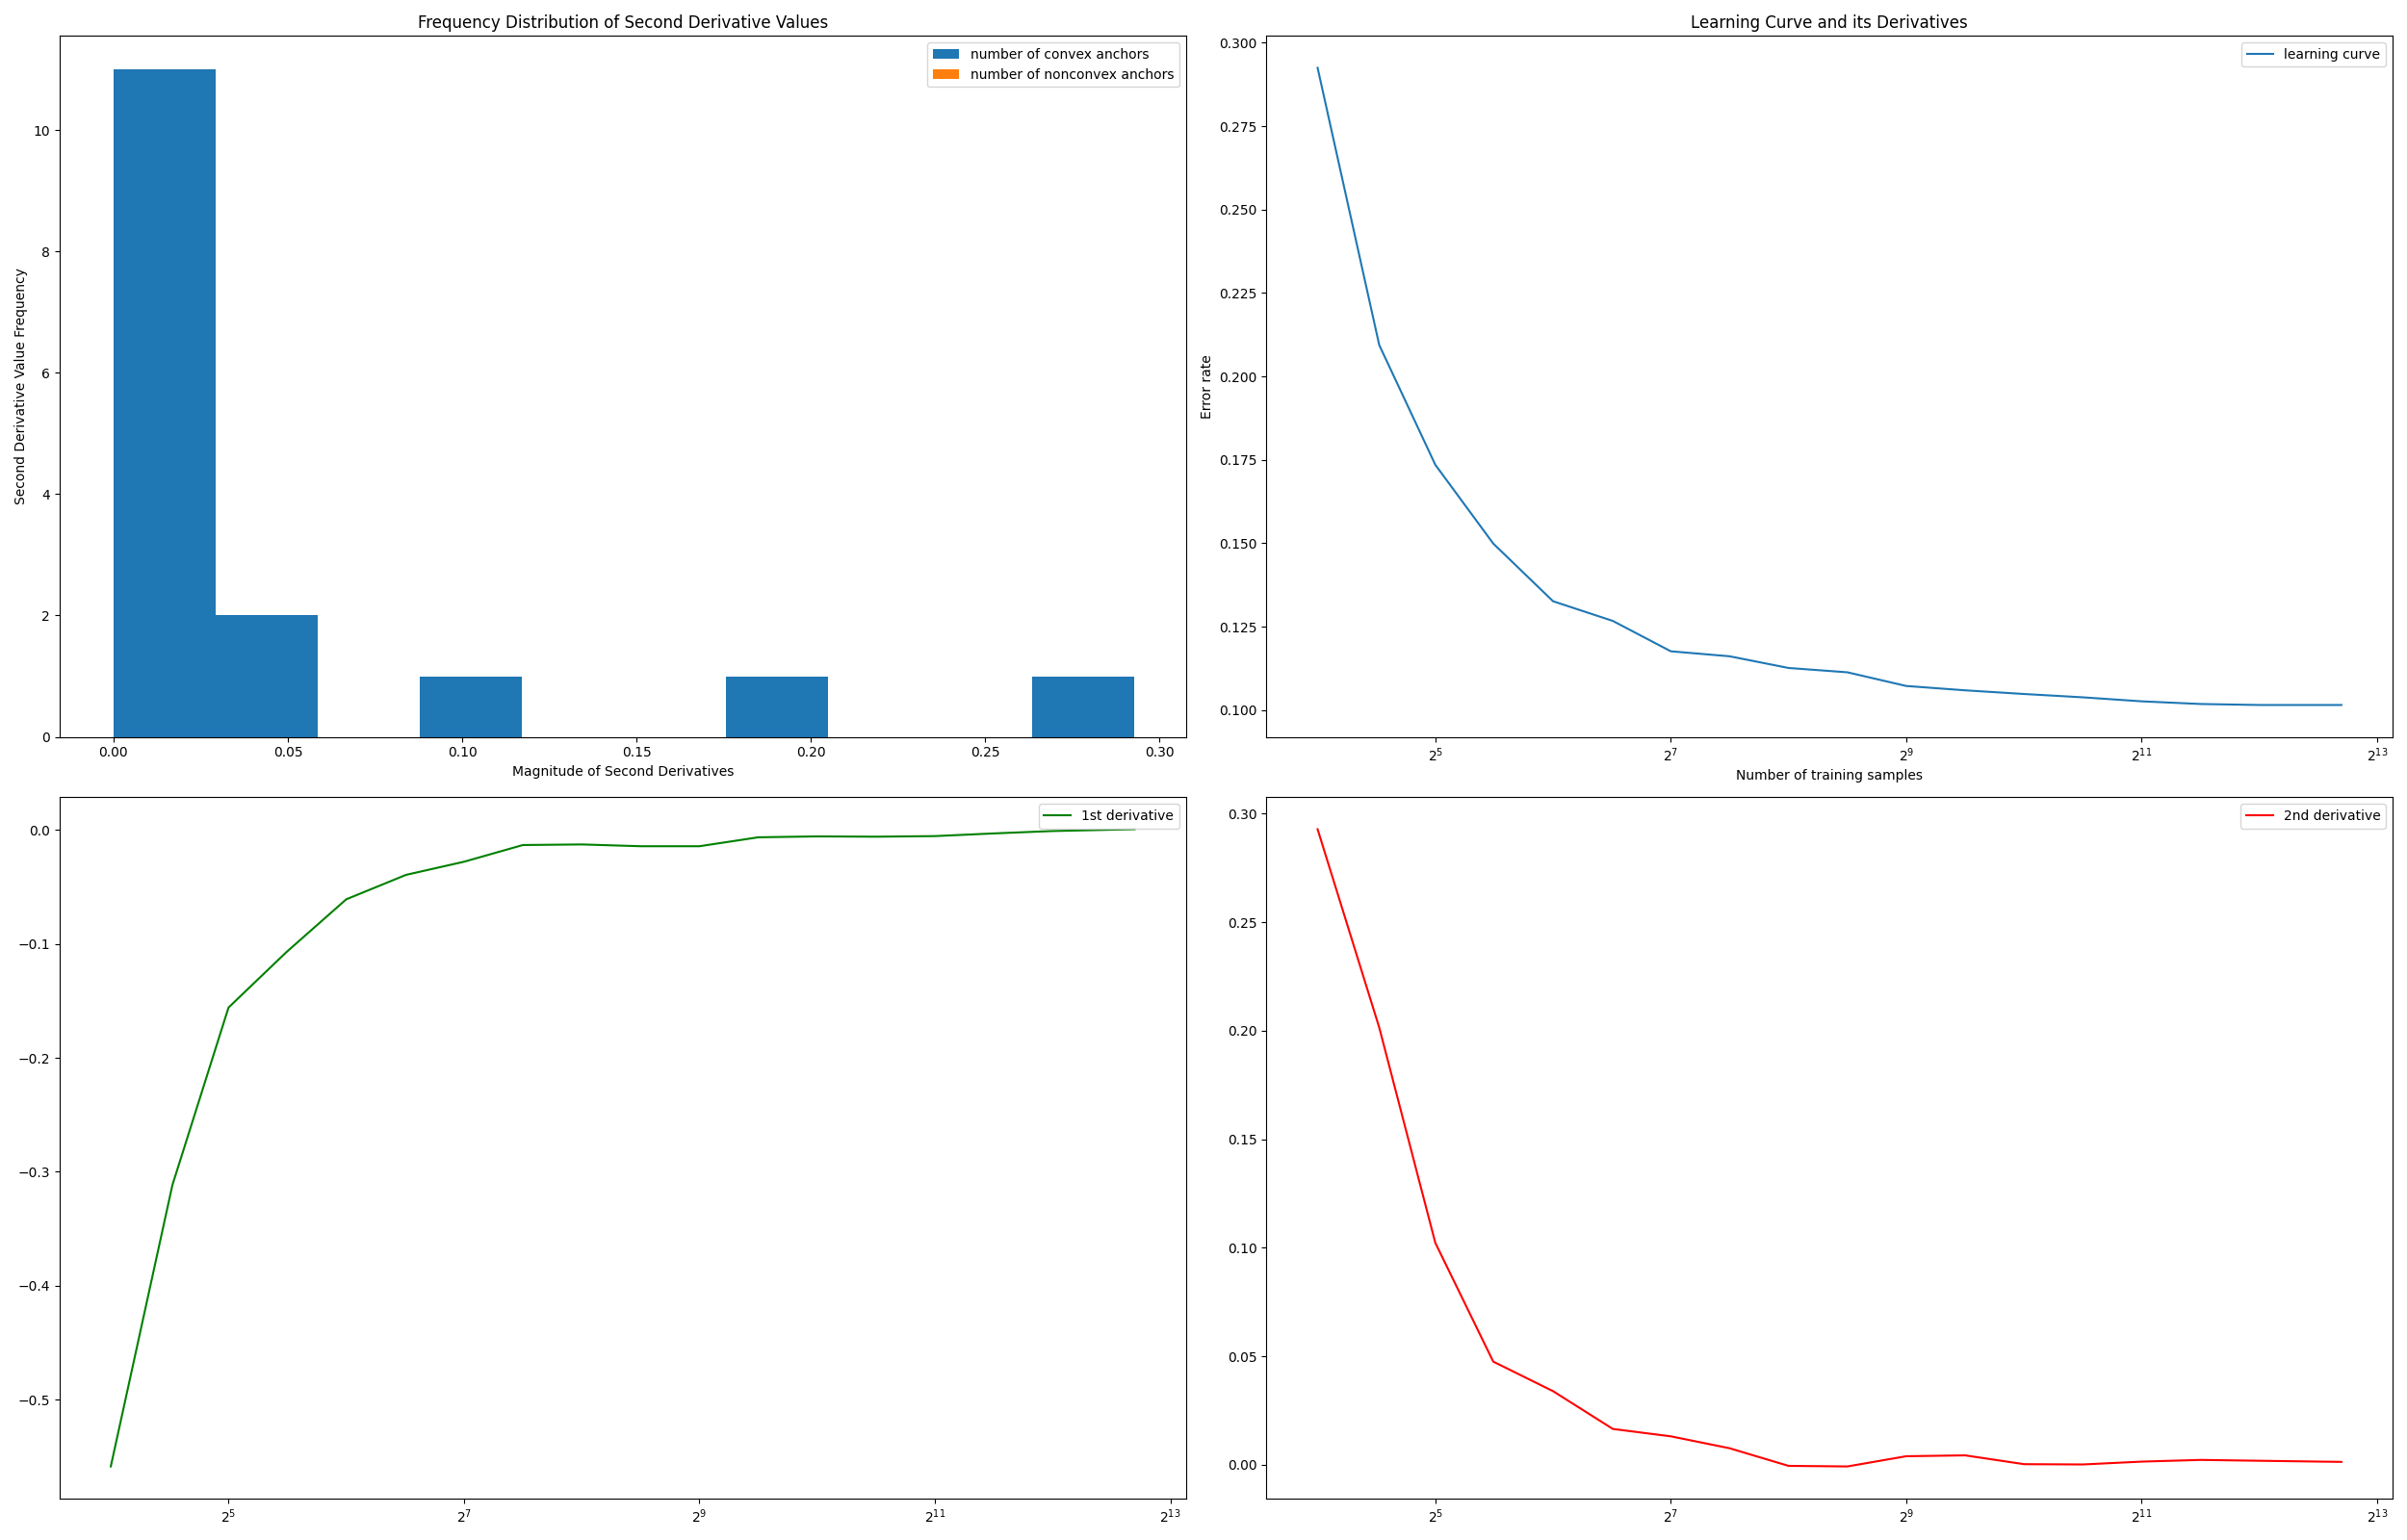 Frequency Distribution of Second Derivative Values
number of convex anchors
number of nonconvex anchors
Second Derivative Value Frequency
10
8
6
4
2
0
0.00 0.05 0.10 0.15 0.20 0.25 0.30
Magnitude of Second Derivatives
Learning Curve and its Derivatives
learning curve
Error rate
0.300
0.275
0.250
0.225
0.200
0.175
0.150
0.125
0.100
2^5 2^7 2^9 2^11 2^13
Number of training samples
1st derivative
0.0
−0.1
−0.2
−0.3
−0.4
−0.5
2^5 2^7 2^9 2^11 2^13
2nd derivative
0.30
0.25
0.20
0.15
0.10
0.05
0.00
2^5 2^7 2^9 2^11 2^13